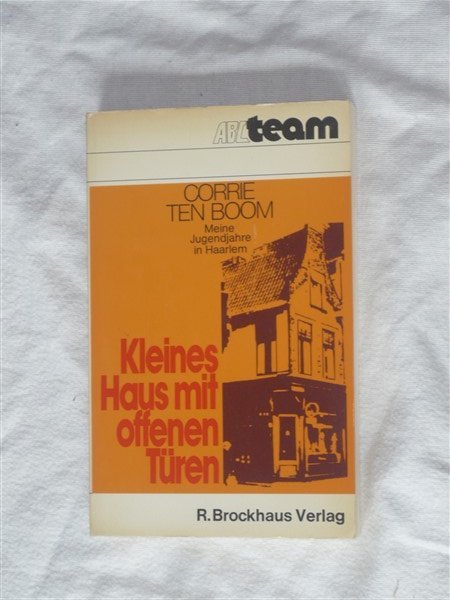 ABC team
CORRIE
TEN BOOM
Meine
Jugendjahre
in Haarlem
Kleines
Haus mit
offenen
Türen
R. Brockhaus Verlag